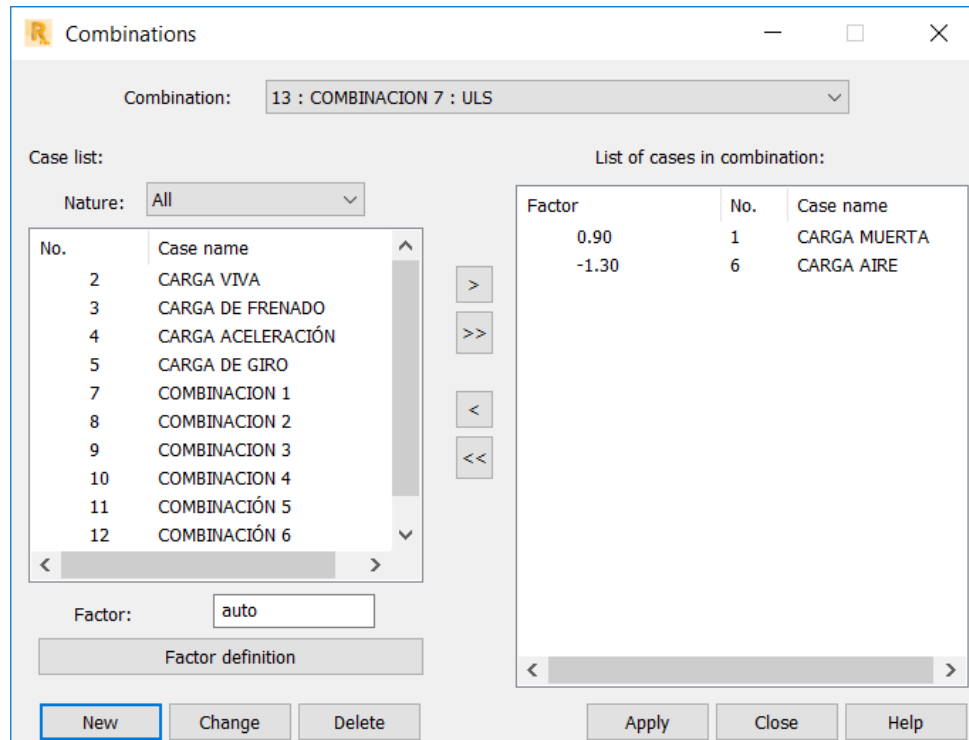 Combinations
Combination: 13 : COMBINACION 7 : ULS
Case list:
Nature: All
No. Case name
2 CARGA VIVA
3 CARGA DE FRENADO
4 CARGA ACELERACIÓN
5 CARGA DE GIRO
7 COMBINACION 1
8 COMBINACION 2
9 COMBINACION 3
10 COMBINACION 4
11 COMBINACIÓN 5
12 COMBINACIÓN 6
Factor: auto
Factor definition
New Change Delete
>
>>
<
<<
List of cases in combination:
Factor No. Case name
0.90 1 CARGA MUERTA
-1.30 6 CARGA AIRE
Apply Close Help